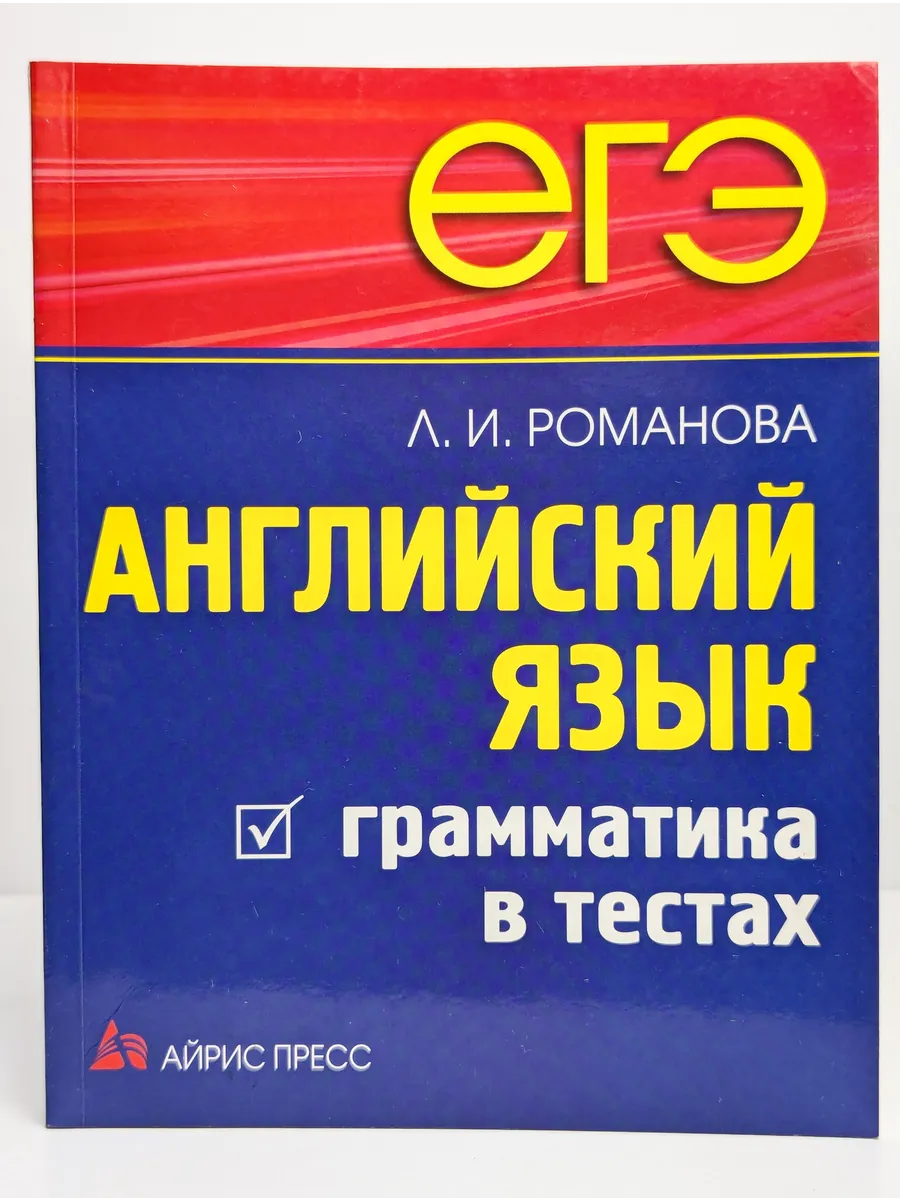 ЕГЭ
Л. И. РОМАНОВА
АНГЛИЙСКИЙ
ЯЗЫК
грамматика
в тестах
АЙРИС ПРЕСС